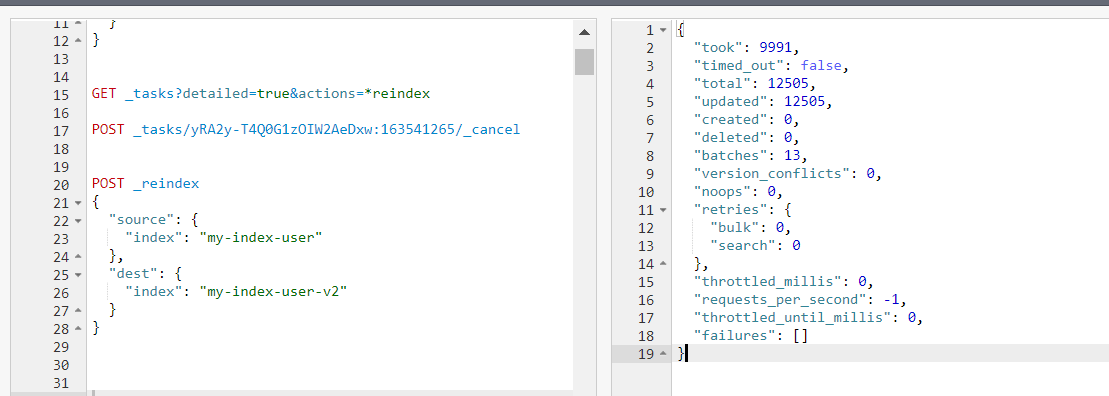 11 }
12 }
13
14
15 GET _tasks?detailed=true&actions=*reindex
16
17 POST _tasks/yRA2y-T4Q0G1zOIW2AeDxw:163541265/_cancel
18
19
20 POST _reindex
21 {
22 "source": {
23 "index": "my-index-user"
24 },
25 "dest": {
26 "index": "my-index-user-v2"
27 }
28 }
29
30
31
1 {
2 "took": 9991,
3 "timed_out": false,
4 "total": 12505,
5 "updated": 12505,
6 "created": 0,
7 "deleted": 0,
8 "batches": 13,
9 "version_conflicts": 0,
10 "noops": 0,
11 "retries": {
12 "bulk": 0,
13 "search": 0
14 },
15 "throttled_millis": 0,
16 "requests_per_second": -1,
17 "throttled_until_millis": 0,
18 "failures": []
19 }